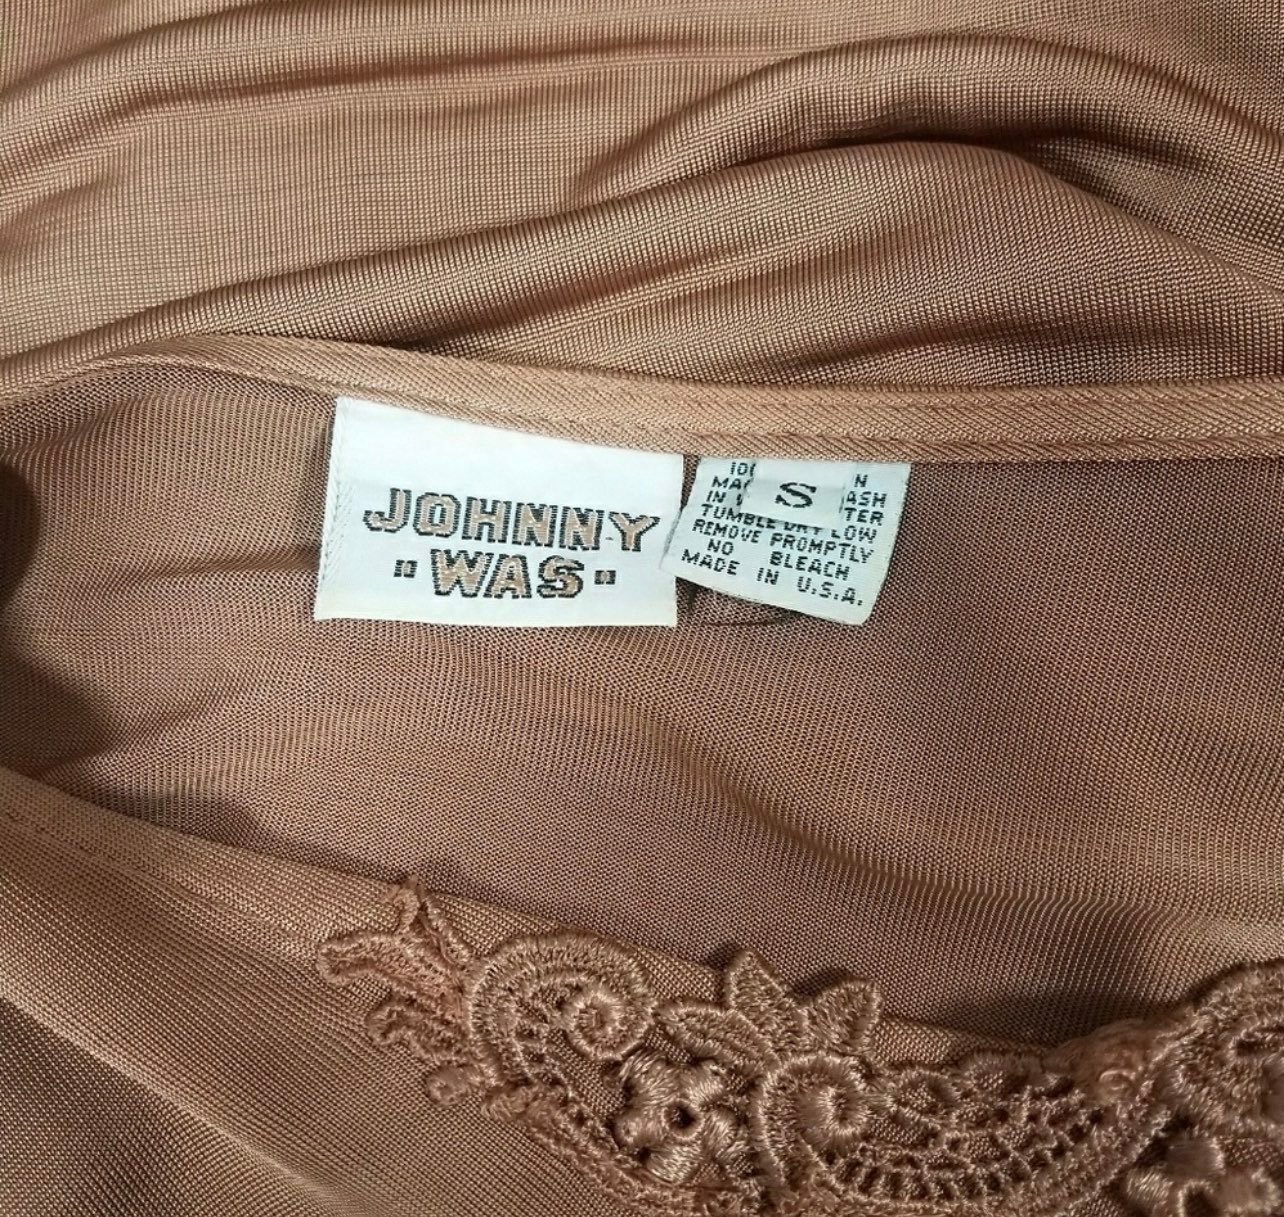 JOHNNY
"WAS"
S
TUMBLE DRY LOW
REMOVE PROMPTLY
NO BLEACH
MADE IN U.S.A.